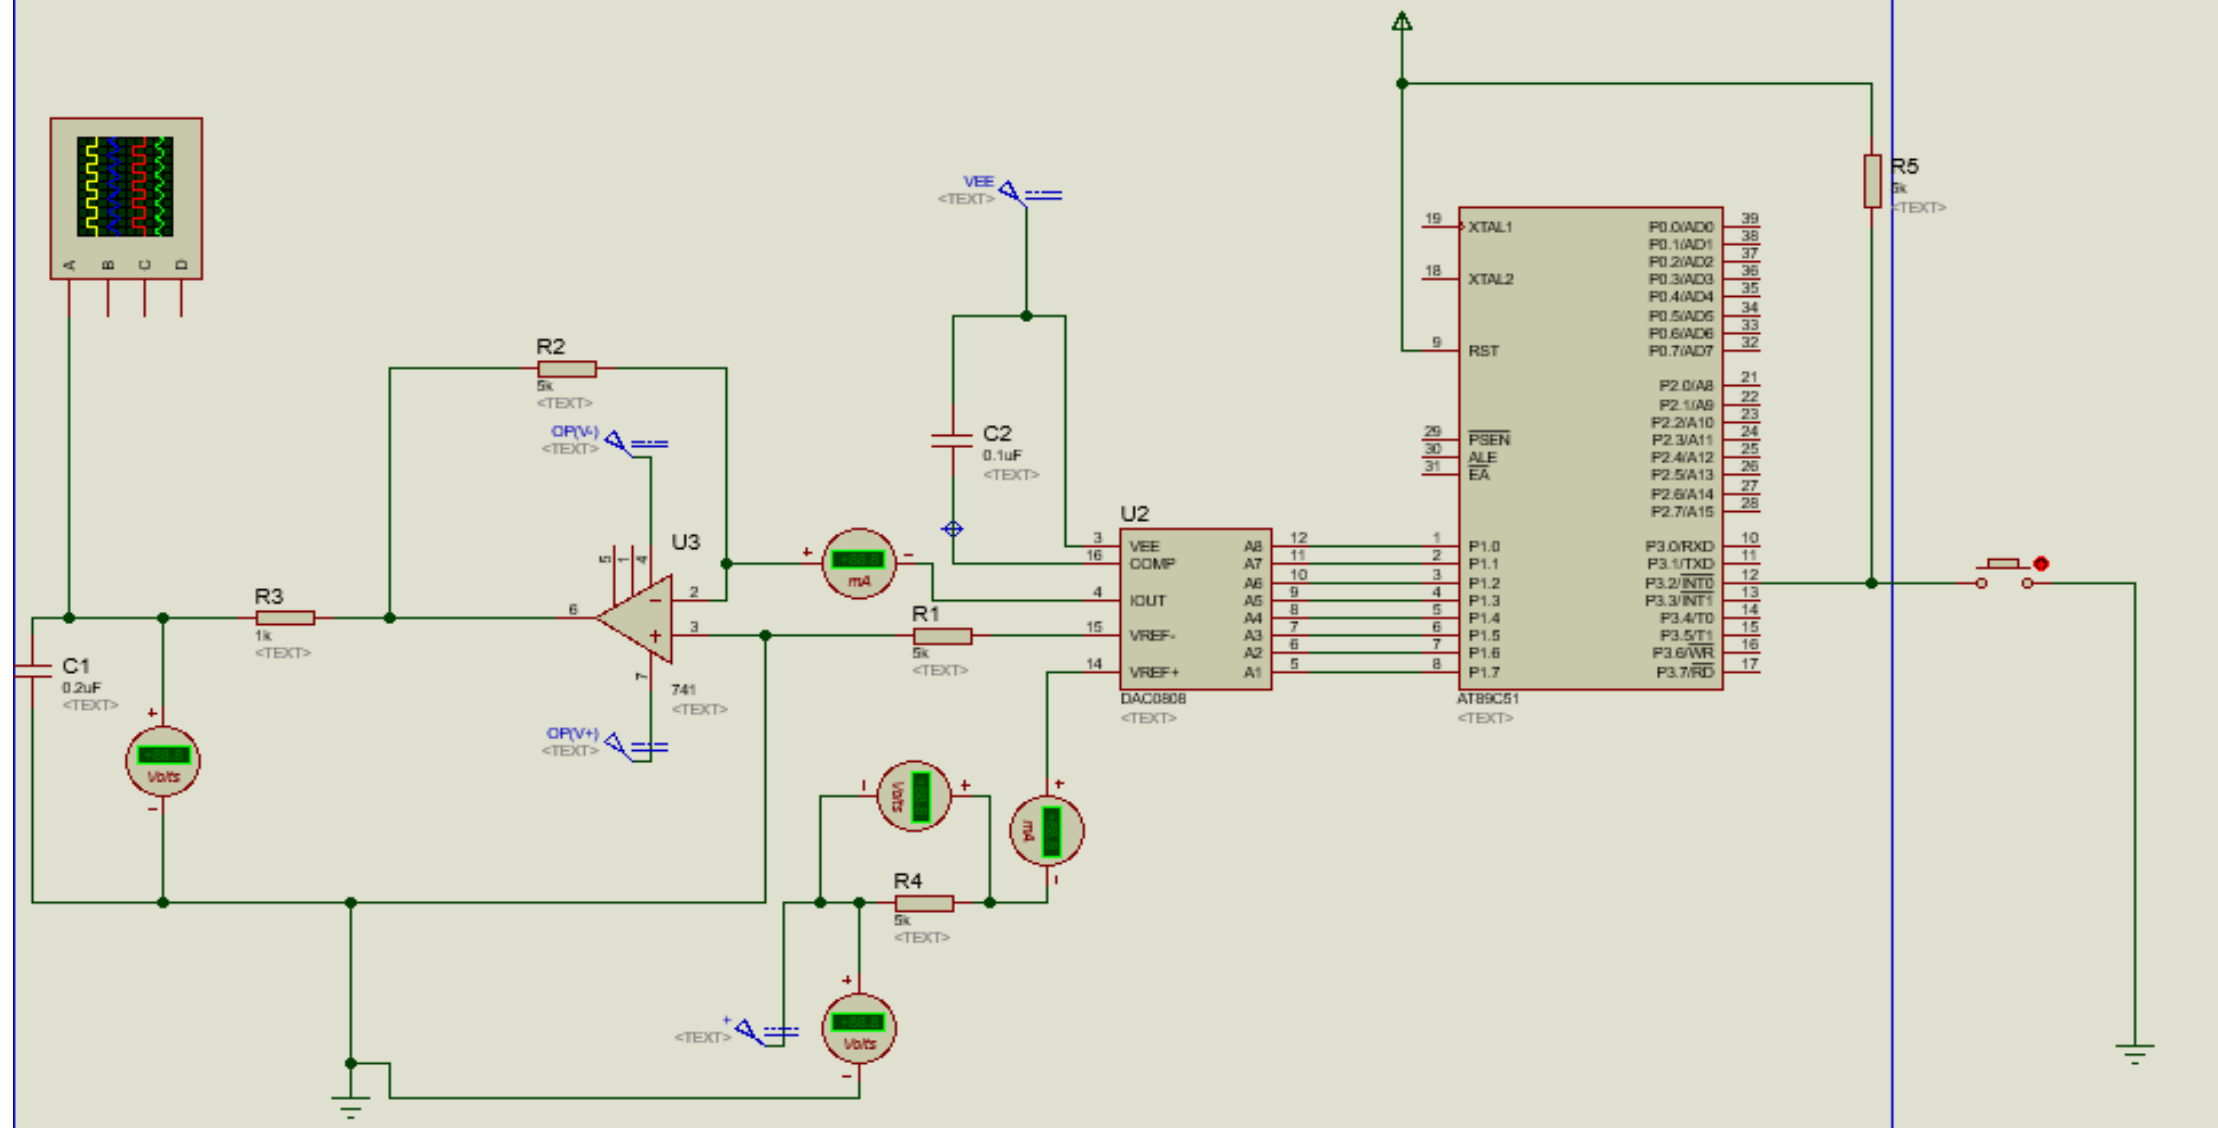 A
B
C
D
R2
5k
<TEXT>
OP(V-)
<TEXT>
U3
5
1
4
6
2
3
7
741
<TEXT>
OP(V+)
<TEXT>
R3
1k
<TEXT>
C1
0.2uF
<TEXT>
+
Volts
−
VEE
<TEXT>
C2
0.1uF
<TEXT>
+
mA
−
R1
5k
<TEXT>
U2
3 VEE A8 12
16 COMP A7 11
A6 10
4 IOUT A5 9
A4 8
15 VREF- A3 7
A2 6
14 VREF+ A1 5
DAC0808
<TEXT>
−
Volts
+
+
mA
−
R4
5k
<TEXT>
+
<TEXT>
+
Volts
−
19 XTAL1 P0.0/AD0 39
P0.1/AD1 38
P0.2/AD2 37
18 XTAL2 P0.3/AD3 36
P0.4/AD4 35
P0.5/AD5 34
P0.6/AD6 33
9 RST P0.7/AD7 32
P2.0/A8 21
P2.1/A9 22
P2.2/A10 23
29 PSEN P2.3/A11 24
30 ALE P2.4/A12 25
31 EA P2.5/A13 26
P2.6/A14 27
P2.7/A15 28
1 P1.0 P3.0/RXD 10
2 P1.1 P3.1/TXD 11
3 P1.2 P3.2/INT0 12
4 P1.3 P3.3/INT1 13
5 P1.4 P3.4/T0 14
6 P1.5 P3.5/T1 15
7 P1.6 P3.6/WR 16
8 P1.7 P3.7/RD 17
AT89C51
<TEXT>
R5
5k
<TEXT>